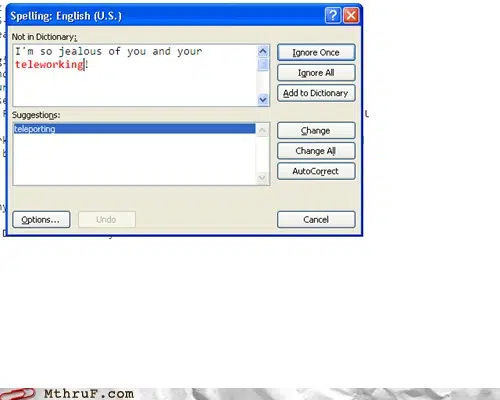 Spelling: English (U.S.)
Not in Dictionary:
I'm so jealous of you and your
teleworking!
Ignore Once
Ignore All
Add to Dictionary
Suggestions:
teleporting
Change
Change All
AutoCorrect
Options...
Undo
Cancel
MthruF.com